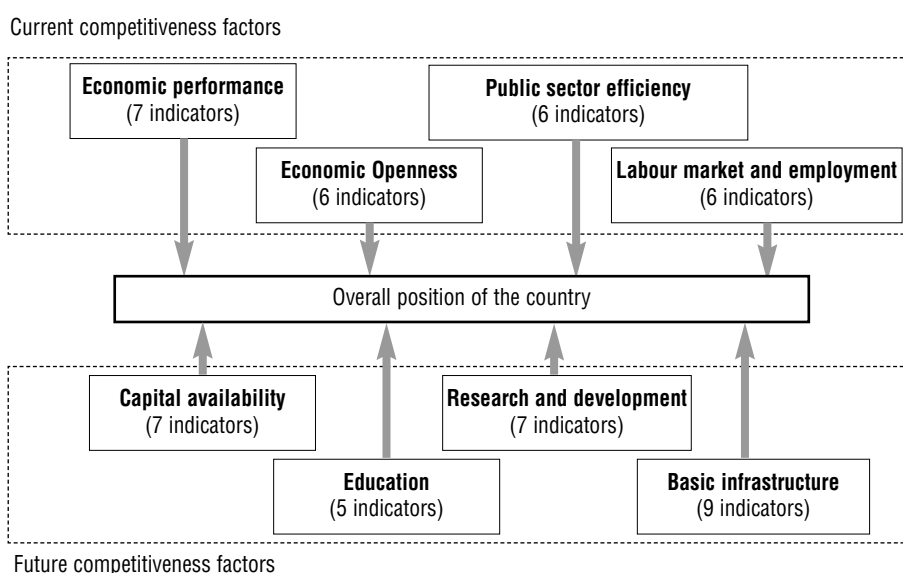 Current competitiveness factors
Economic performance
(7 indicators)
Public sector efficiency
(6 indicators)
Economic Openness
(6 indicators)
Labour market and employment
(6 indicators)
Overall position of the country
Capital availability
(7 indicators)
Research and development
(7 indicators)
Education
(5 indicators)
Basic infrastructure
(9 indicators)
Future competitiveness factors